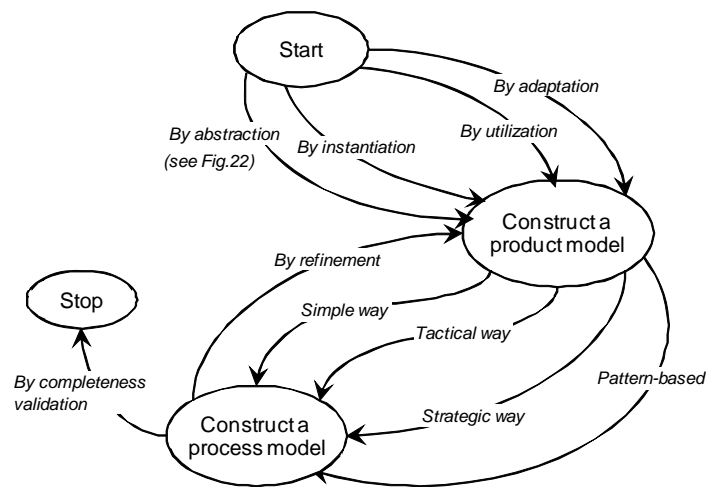 Start
By adaptation
By abstraction
(see Fig.22)
By instantiation
By utilization
Construct a
product model
By refinement
Stop
Simple way
Tactical way
By completeness
validation
Pattern-based
Construct a
process model
Strategic way